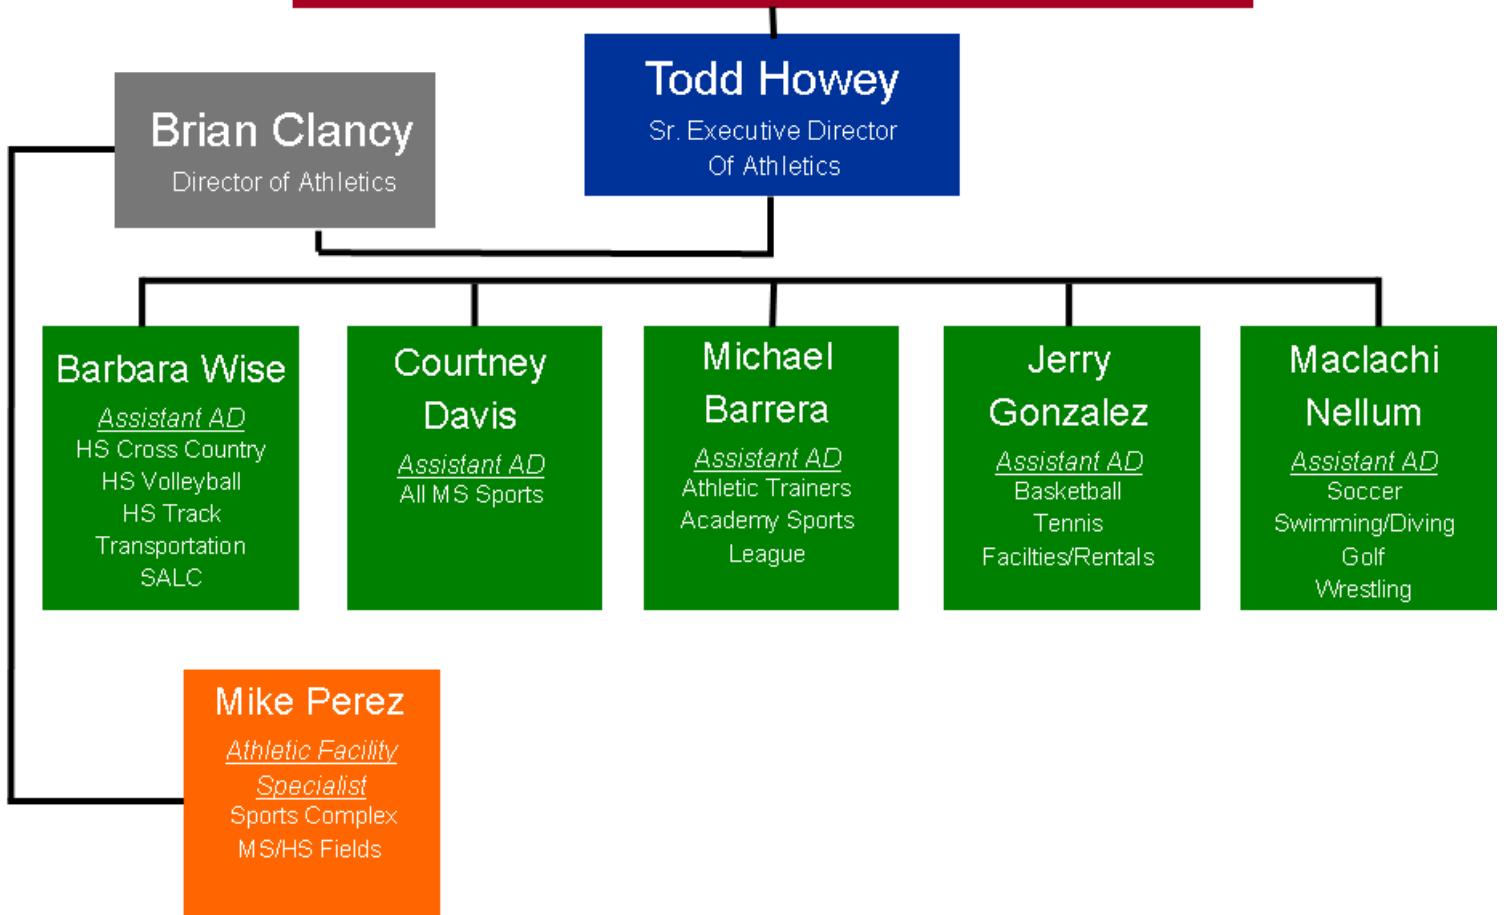 Todd Howey
Sr. Executive Director
Of Athletics
Brian Clancy
Director of Athletics
Barbara Wise
Assistant AD
HS Cross Country
HS Volleyball
HS Track
Transportation
SALC
Courtney
Davis
Assistant AD
All MS Sports
Michael
Barrera
Assistant AD
Athletic Trainers
Academy Sports
League
Jerry
Gonzalez
Assistant AD
Basketball
Tennis
Facilties/Rentals
Maclachi
Nellum
Assistant AD
Soccer
Swimming/Diving
Golf
Wrestling
Mike Perez
Athletic Facility
Specialist
Sports Complex
MS/HS Fields